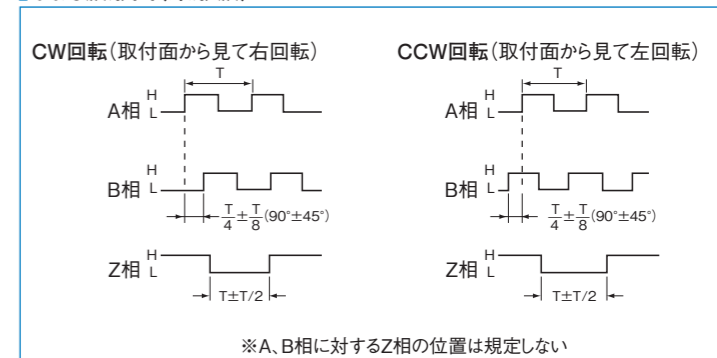 CW回転(取付面から見て右回転)
T
A相 H L
B相 H L
T/4±T/8(90°±45°)
Z相 H L
T±T/2
CCW回転(取付面から見て左回転)
T
A相 H L
B相 H L
T/4±T/8(90°±45°)
Z相 H L
T±T/2
※A、B相に対するZ相の位置は規定しない